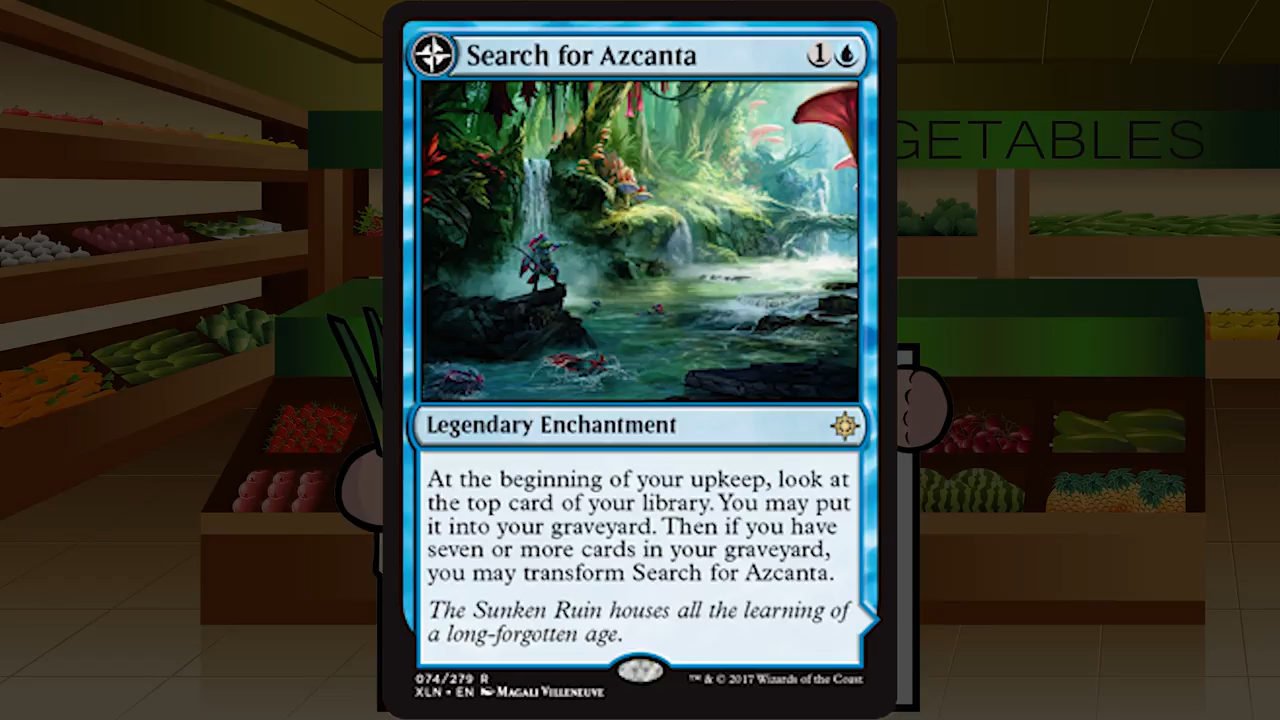 Search for Azcanta
1
GETABLES
Legendary Enchantment
At the beginning of your upkeep, look at
the top card of your library. You may put
it into your graveyard. Then if you have
seven or more cards in your graveyard,
you may transform Search for Azcanta.
The Sunken Ruin houses all the learning of
a long-forgotten age.
074/279 R
XLN • EN Magali Villeneuve
™ & © 2017 Wizards of the Coast